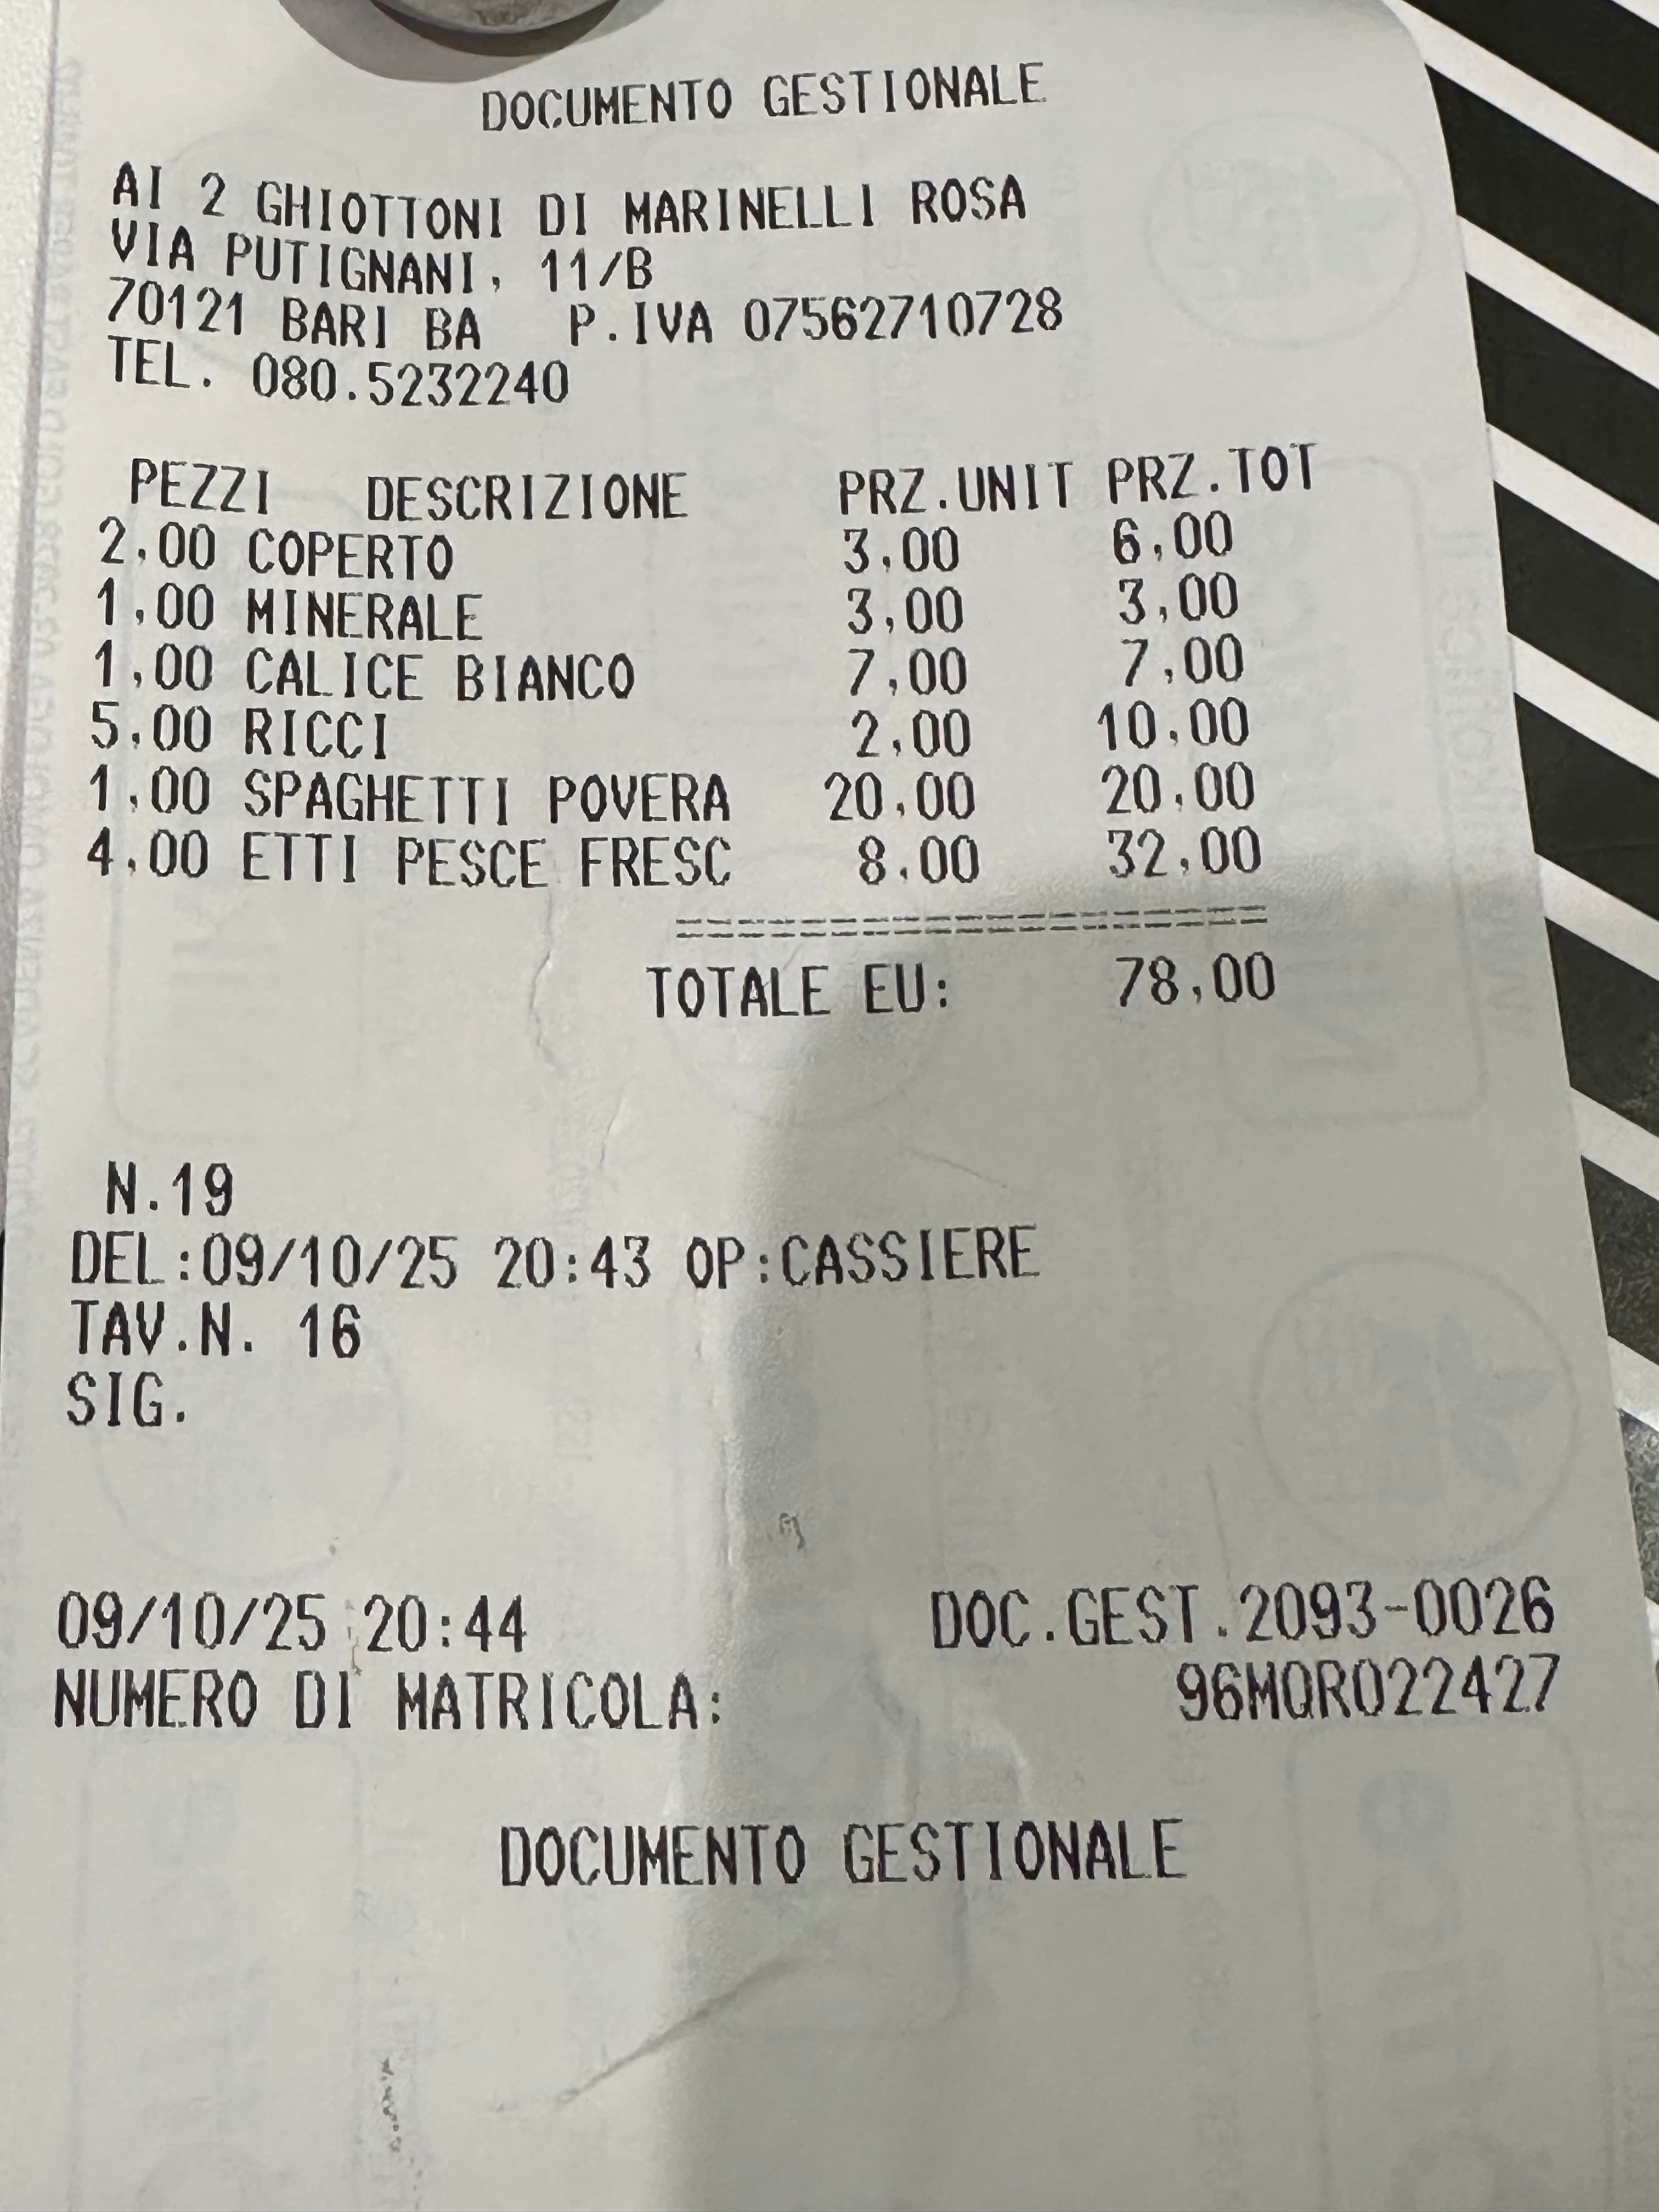 DOCUMENTO GESTIONALE
AI 2 GHIOTTONI DI MARINELLI ROSA
VIA PUTIGNANI, 11/B
70121 BARI BA P.IVA 07562710728
TEL. 080.5232240
PEZZI DESCRIZIONE PRZ.UNIT PRZ.TOT
2,00 COPERTO 3,00 6,00
1,00 MINERALE 3,00 3,00
1,00 CALICE BIANCO 7,00 7,00
5,00 RICCI 2,00 10,00
1,00 SPAGHETTI POVERA 20,00 20,00
4,00 ETTI PESCE FRESC 8,00 32,00
TOTALE EU: 78,00
N.19
DEL:09/10/25 20:43 OP:CASSIERE
TAV.N. 16
SIG.
09/10/25 20:44 DOC.GEST.2093-0026
NUMERO DI MATRICOLA: 96MQR022427
DOCUMENTO GESTIONALE